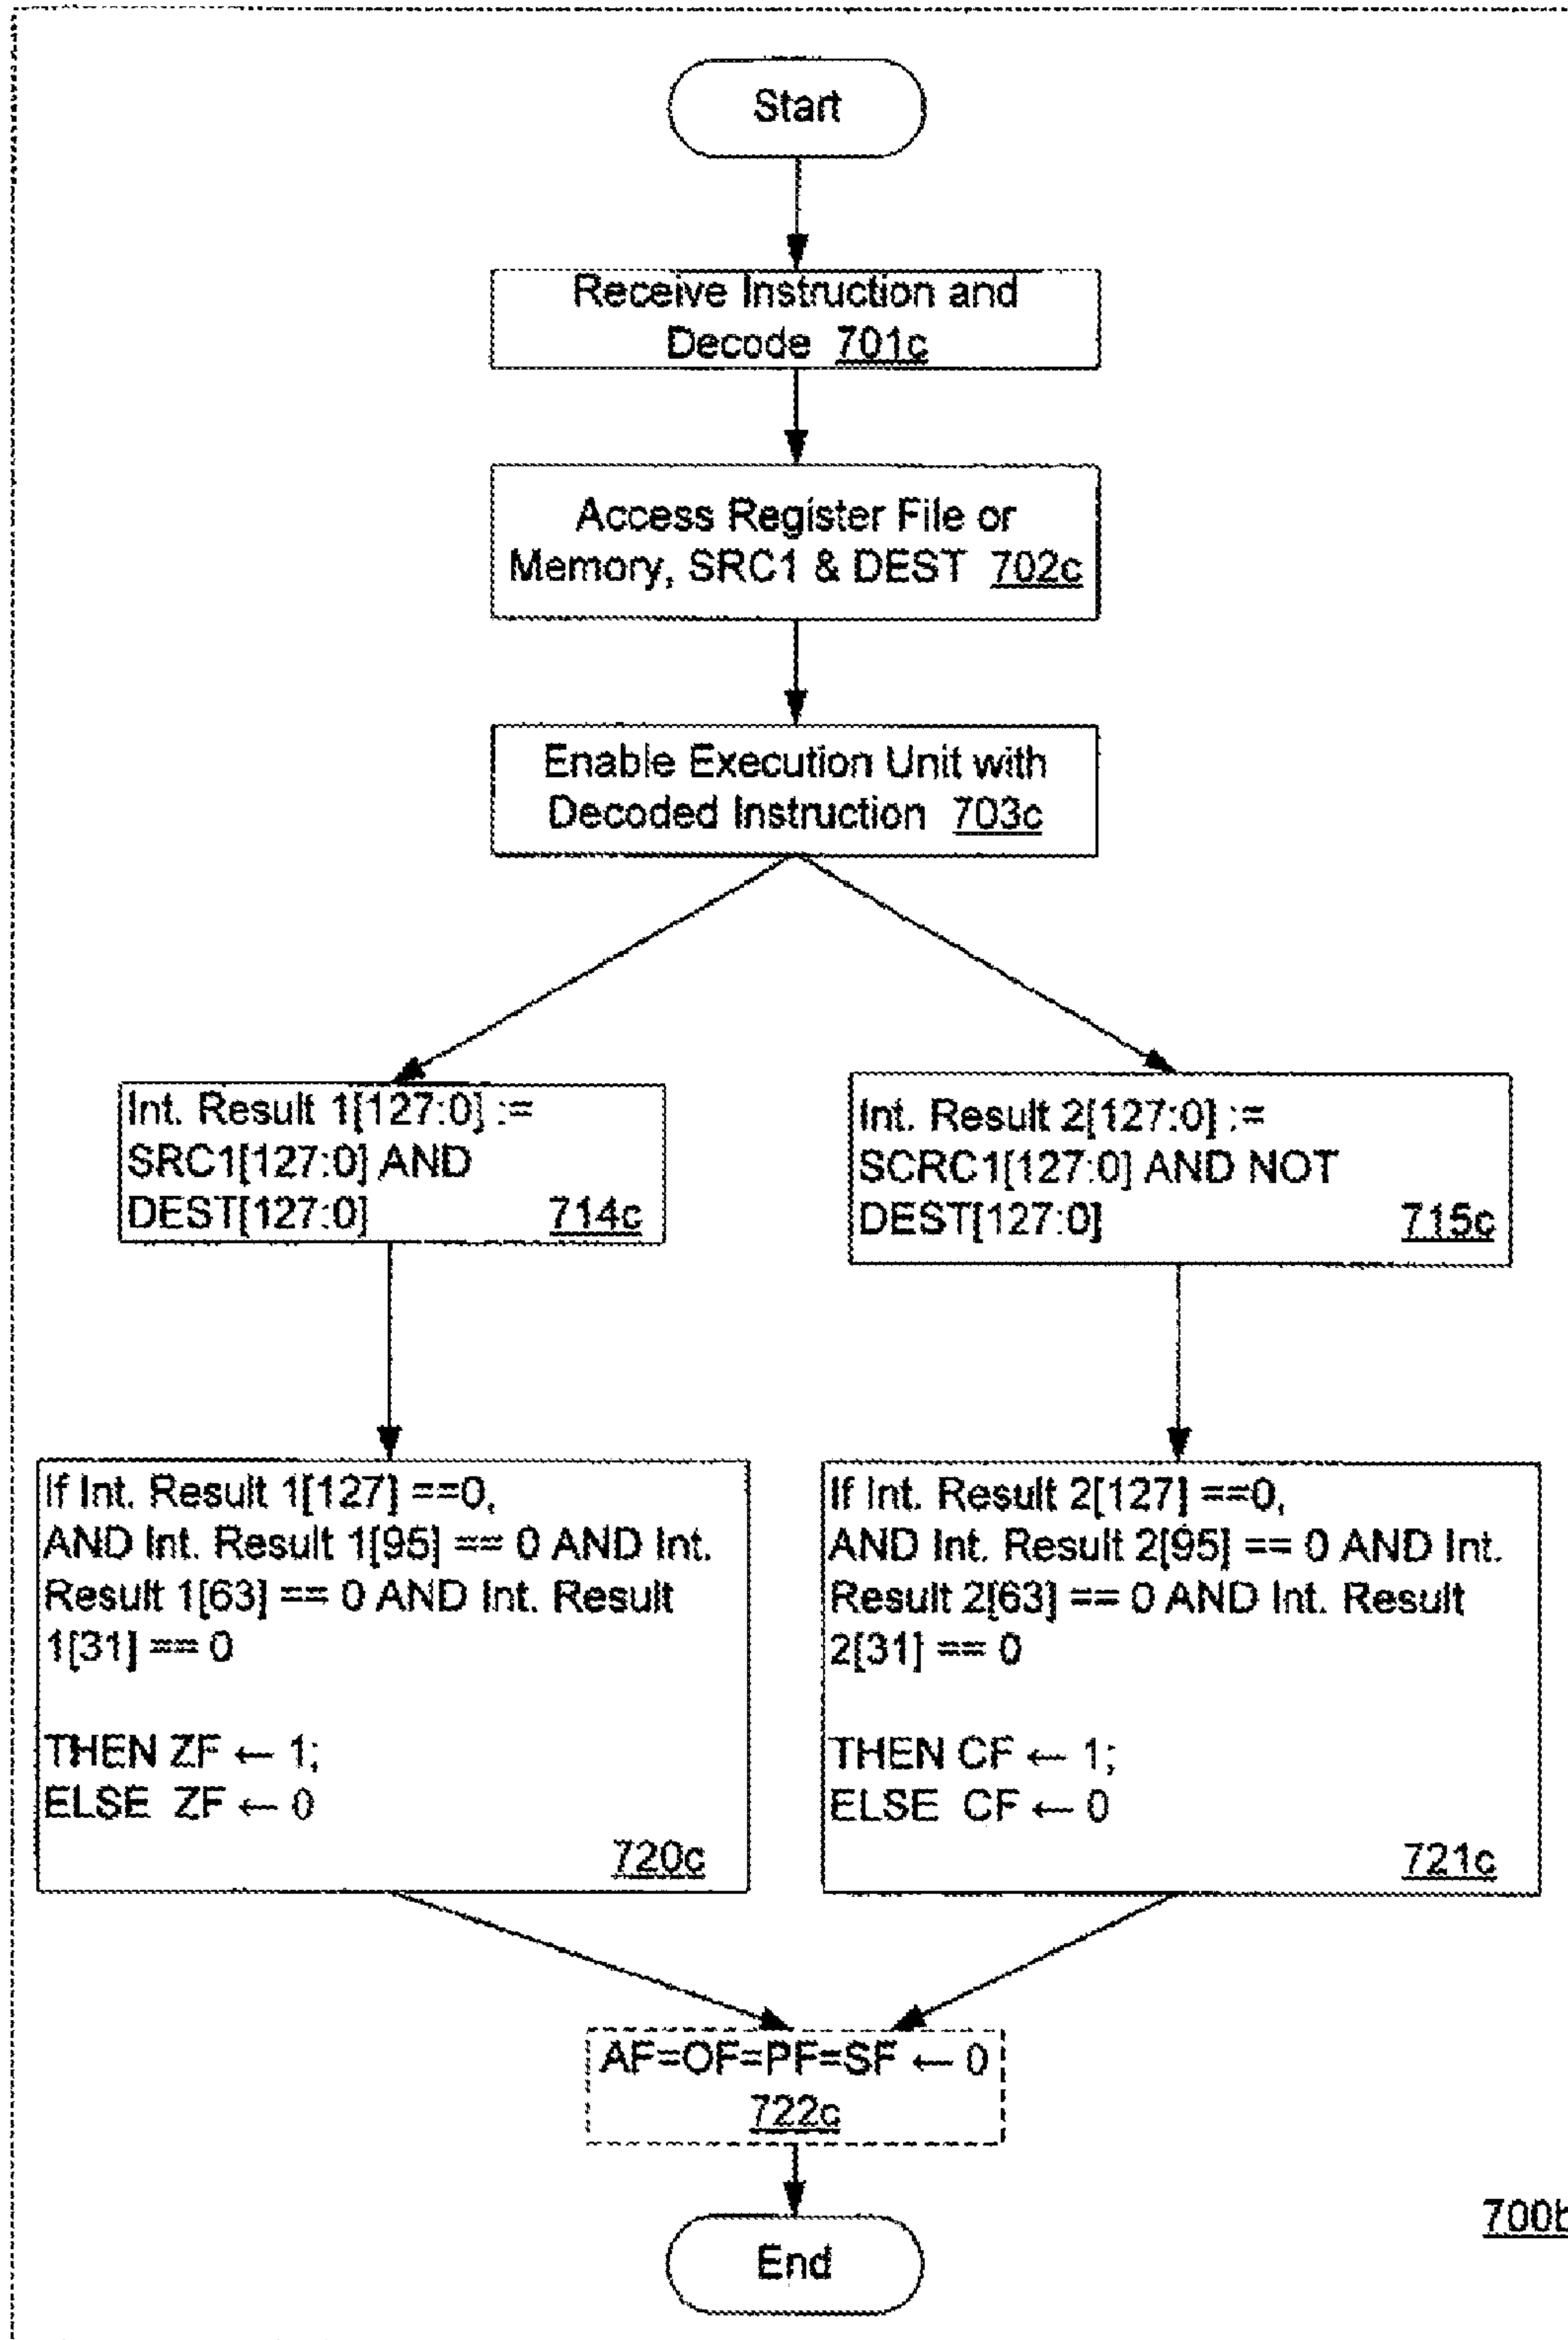 Start
Receive Instruction and
Decode 701c
Access Register File or
Memory, SRC1 & DEST 702c
Enable Execution Unit with
Decoded Instruction 703c
Int. Result 1[127:0] :=
SRC1[127:0] AND
DEST[127:0] 714c
Int. Result 2[127:0] :=
SCRC1[127:0] AND NOT
DEST[127:0] 715c
If Int. Result 1[127] ==0,
AND Int. Result 1[95] == 0 AND Int.
Result 1[63] == 0 AND Int. Result
1[31] == 0
THEN ZF ← 1;
ELSE ZF ← 0
720c
If Int. Result 2[127] ==0,
AND Int. Result 2[95] == 0 AND Int.
Result 2[63] == 0 AND Int. Result
2[31] == 0
THEN CF ← 1;
ELSE CF ← 0
721c
AF=OF=PF=SF ← 0
722c
End
700b